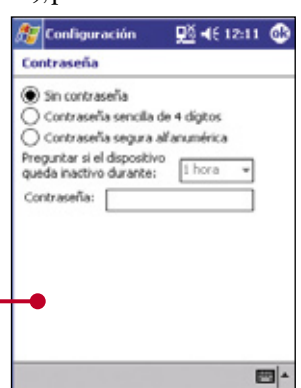 Configuración 12:11 ok
Contraseña
Sin contraseña
Contraseña sencilla de 4 dígitos
Contraseña segura alfanumérica
Preguntar si el dispositivo
queda inactivo durante: 1 hora
Contraseña: